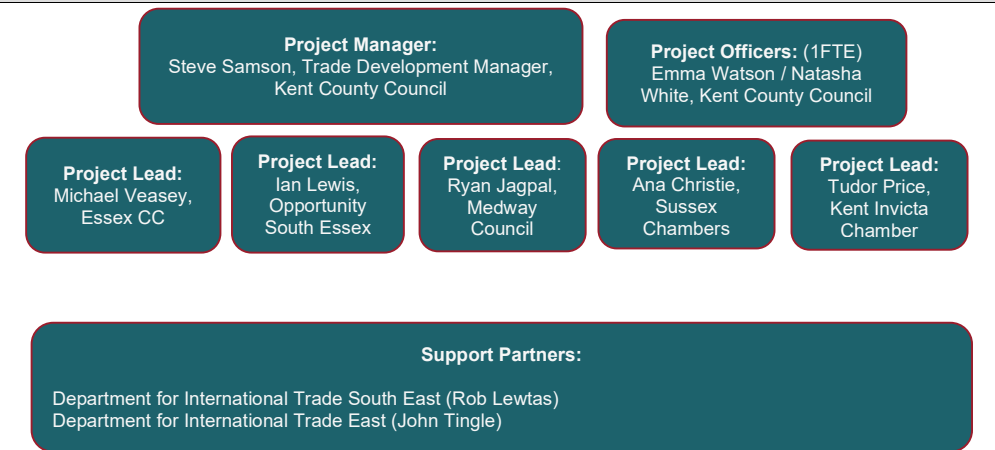 Project Manager:
Steve Samson, Trade Development Manager,
Kent County Council
Project Officers: (1FTE)
Emma Watson / Natasha
White, Kent County Council
Project Lead:
Michael Veasey,
Essex CC
Project Lead:
Ian Lewis,
Opportunity
South Essex
Project Lead:
Ryan Jagpal,
Medway
Council
Project Lead:
Ana Christie,
Sussex
Chambers
Project Lead:
Tudor Price,
Kent Invicta
Chamber
Support Partners:
Department for International Trade South East (Rob Lewtas)
Department for International Trade East (John Tingle)